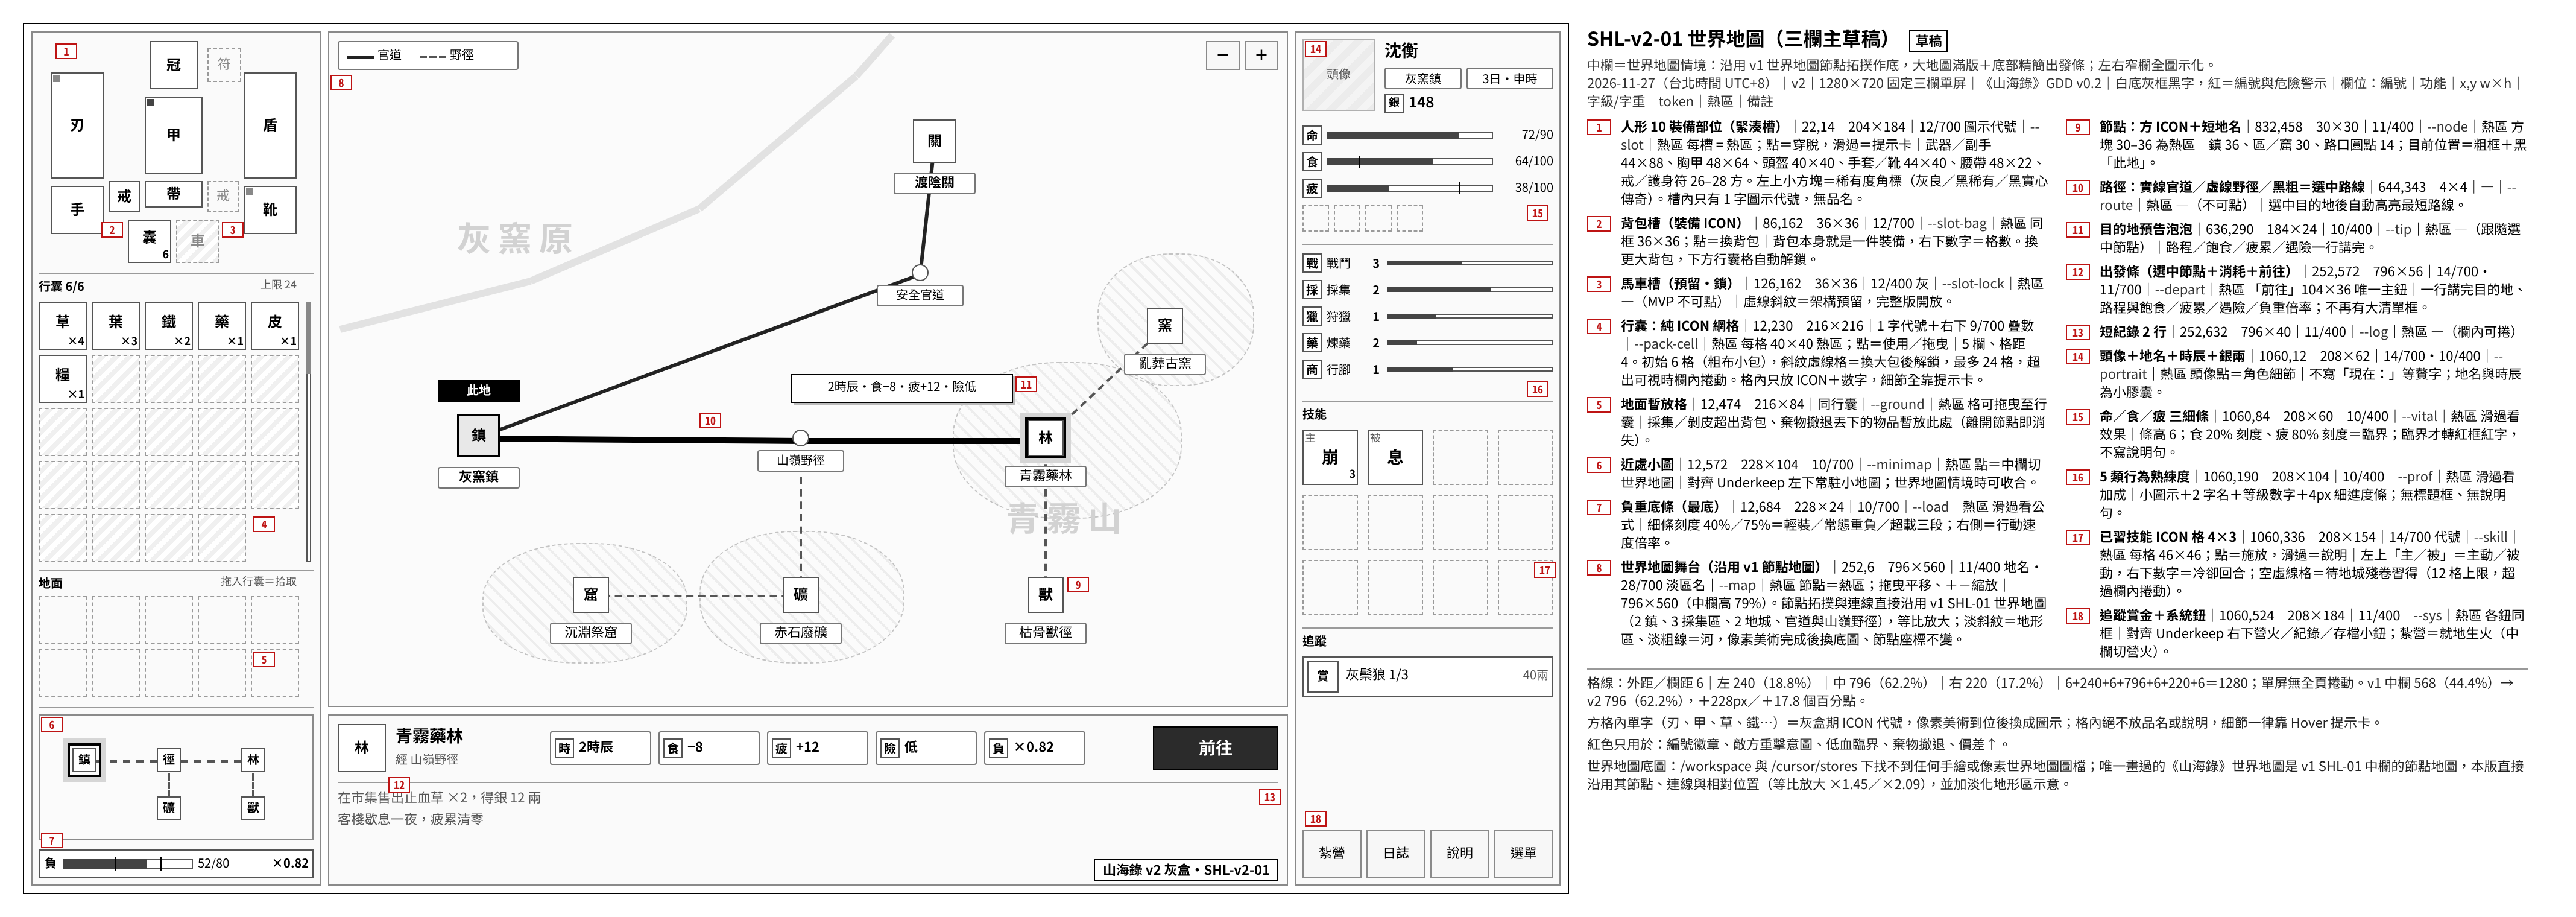 1
冠
符
刃
甲
盾
手
戒
帶
戒
靴
2
囊
6
車
3
行囊 6/6
上限 24
草
×4
葉
×3
鐵
×2
藥
×1
皮
×1
糧
×1
4
地面
拖入行囊＝拾取
5
6
鎮
徑
林
礦
獸
7
負
52/80
×0.82
官道
野徑
8
−
+
灰窯原
關
渡陰關
安全官道
窯
亂葬古窯
2時辰・食−8・疲+12・險低
11
此地
鎮
灰窯鎮
10
山嶺野徑
林
青霧藥林
青霧山
窟
沉淵祭窟
礦
赤石廢礦
獸
9
枯骨獸徑
林
青霧藥林
經 山嶺野徑
時 2時辰
食 −8
疲 +12
險 低
負 ×0.82
前往
12
在市集售出止血草 ×2，得銀 12 兩
13
客棧歇息一夜，疲累清零
山海錄 v2 灰盒・SHL-v2-01
14
頭像
沈衡
灰窯鎮
3日・申時
銀 148
命
72/90
食
64/100
疲
38/100
15
戰 戰鬥 3
採 採集 2
獵 狩獵 1
藥 煉藥 2
商 行腳 1
16
技能
主
崩
3
被
息
17
追蹤
賞
灰鬃狼 1/3
40兩
18
紮營
日誌
說明
選單
SHL-v2-01 世界地圖（三欄主草稿）
草稿
中欄＝世界地圖情境：沿用 v1 世界地圖節點拓撲作底，大地圖滿版＋底部精簡出發條；左右窄欄全圖示化。
2026-11-27（台北時間 UTC+8）｜v2｜1280×720 固定三欄單屏｜《山海錄》GDD v0.2｜白底灰框黑字，紅＝編號與危險警示｜欄位：編號｜功能｜x,y w×h｜
字級/字重｜token｜熱區｜備註
1
人形 10 裝備部位（緊湊槽）｜22,14 204×184｜12/700 圖示代號｜--
slot｜熱區 每槽 = 熱區；點＝穿脫，滑過＝提示卡｜武器／副手
44×88、胸甲 48×64、頭盔 40×40、手套／靴 44×40、腰帶 48×22、
戒／護身符 26–28 方。左上小方塊＝稀有度角標（灰良／黑稀有／黑實心
傳奇）。槽內只有 1 字圖示代號，無品名。
2
背包槽（裝備 ICON）｜86,162 36×36｜12/700｜--slot-bag｜熱區 同
框 36×36；點＝換背包｜背包本身就是一件裝備，右下數字＝格數。換
更大背包，下方行囊格自動解鎖。
3
馬車槽（預留・鎖）｜126,162 36×36｜12/400 灰｜--slot-lock｜熱區
—（MVP 不可點）｜虛線斜紋＝架構預留，完整版開放。
4
行囊：純 ICON 網格｜12,230 216×216｜1 字代號＋右下 9/700 疊數
｜--pack-cell｜熱區 每格 40×40 熱區；點＝使用／拖曳｜5 欄、格距
4。初始 6 格（粗布小包），斜紋虛線格＝換大包後解鎖，最多 24 格，超
出可視時欄內捲動。格內只放 ICON＋數字，細節全靠提示卡。
5
地面暫放格｜12,474 216×84｜同行囊｜--ground｜熱區 格可拖曳至行
囊｜採集／剝皮超出背包、棄物撤退丟下的物品暫放此處（離開節點即消
失）。
6
近處小圖｜12,572 228×104｜10/700｜--minimap｜熱區 點＝中欄切
世界地圖｜對齊 Underkeep 左下常駐小地圖；世界地圖情境時可收合。
7
負重底條（最底）｜12,684 228×24｜10/700｜--load｜熱區 滑過看公
式｜細條刻度 40%／75%＝輕裝／常態重負／超載三段；右側＝行動速
度倍率。
8
世界地圖舞台（沿用 v1 節點地圖）｜252,6 796×560｜11/400 地名・
28/700 淡區名｜--map｜熱區 節點＝熱區；拖曳平移、＋－縮放｜
796×560（中欄高 79%）。節點拓撲與連線直接沿用 v1 SHL-01 世界地圖
（2 鎮、3 採集區、2 地城、官道與山嶺野徑），等比放大；淡斜紋＝地形
區、淡粗線＝河，像素美術完成後換底圖、節點座標不變。
9
節點：方 ICON＋短地名｜832,458 30×30｜11/400｜--node｜熱區 方
塊 30–36 為熱區｜鎮 36、區／窟 30、路口圓點 14；目前位置＝粗框＋黑
「此地」。
10
路徑：實線官道／虛線野徑／黑粗＝選中路線｜644,343 4×4｜—｜--
route｜熱區 —（不可點）｜選中目的地後自動高亮最短路線。
11
目的地預告泡泡｜636,290 184×24｜10/400｜--tip｜熱區 —（跟隨選
中節點）｜路程／飽食／疲累／遇險一行講完。
12
出發條（選中節點＋消耗＋前往）｜252,572 796×56｜14/700・
11/700｜--depart｜熱區 「前往」104×36 唯一主鈕｜一行講完目的地、
路程與飽食／疲累／遇險／負重倍率；不再有大清單框。
13
短紀錄 2 行｜252,632 796×40｜11/400｜--log｜熱區 —（欄內可捲）
14
頭像＋地名＋時辰＋銀兩｜1060,12 208×62｜14/700・10/400｜--
portrait｜熱區 頭像點＝角色細節｜不寫「現在：」等贅字；地名與時辰
為小膠囊。
15
命／食／疲 三細條｜1060,84 208×60｜10/400｜--vital｜熱區 滑過看
效果｜條高 6；食 20% 刻度、疲 80% 刻度＝臨界；臨界才轉紅框紅字，
不寫說明句。
16
5 類行為熟練度｜1060,190 208×104｜10/400｜--prof｜熱區 滑過看
加成｜小圖示＋2 字名＋等級數字＋4px 細進度條；無標題框、無說明
句。
17
已習技能 ICON 格 4×3｜1060,336 208×154｜14/700 代號｜--skill｜
熱區 每格 46×46；點＝施放，滑過＝說明｜左上「主／被」＝主動／被
動，右下數字＝冷卻回合；空虛線格＝待地城殘卷習得（12 格上限，超
過欄內捲動）。
18
追蹤賞金＋系統鈕｜1060,524 208×184｜11/400｜--sys｜熱區 各鈕同
框｜對齊 Underkeep 右下營火／紀錄／存檔小鈕；紮營＝就地生火（中
欄切營火）。
格線：外距／欄距 6｜左 240（18.8%）｜中 796（62.2%）｜右 220（17.2%）｜6+240+6+796+6+220+6＝1280；單屏無全頁捲動。v1 中欄 568（44.4%）→
v2 796（62.2%），＋228px／＋17.8 個百分點。
方格內單字（刃、甲、草、鐵…）＝灰盒期 ICON 代號，像素美術到位後換成圖示；格內絕不放品名或說明，細節一律靠 Hover 提示卡。
紅色只用於：編號徽章、敵方重擊意圖、低血臨界、棄物撤退、價差↑。
世界地圖底圖：/workspace 與 /cursor/stores 下找不到任何手繪或像素世界地圖圖檔；唯一畫過的《山海錄》世界地圖是 v1 SHL-01 中欄的節點地圖，本版直接
沿用其節點、連線與相對位置（等比放大 ×1.45／×2.09），並加淡化地形區示意。